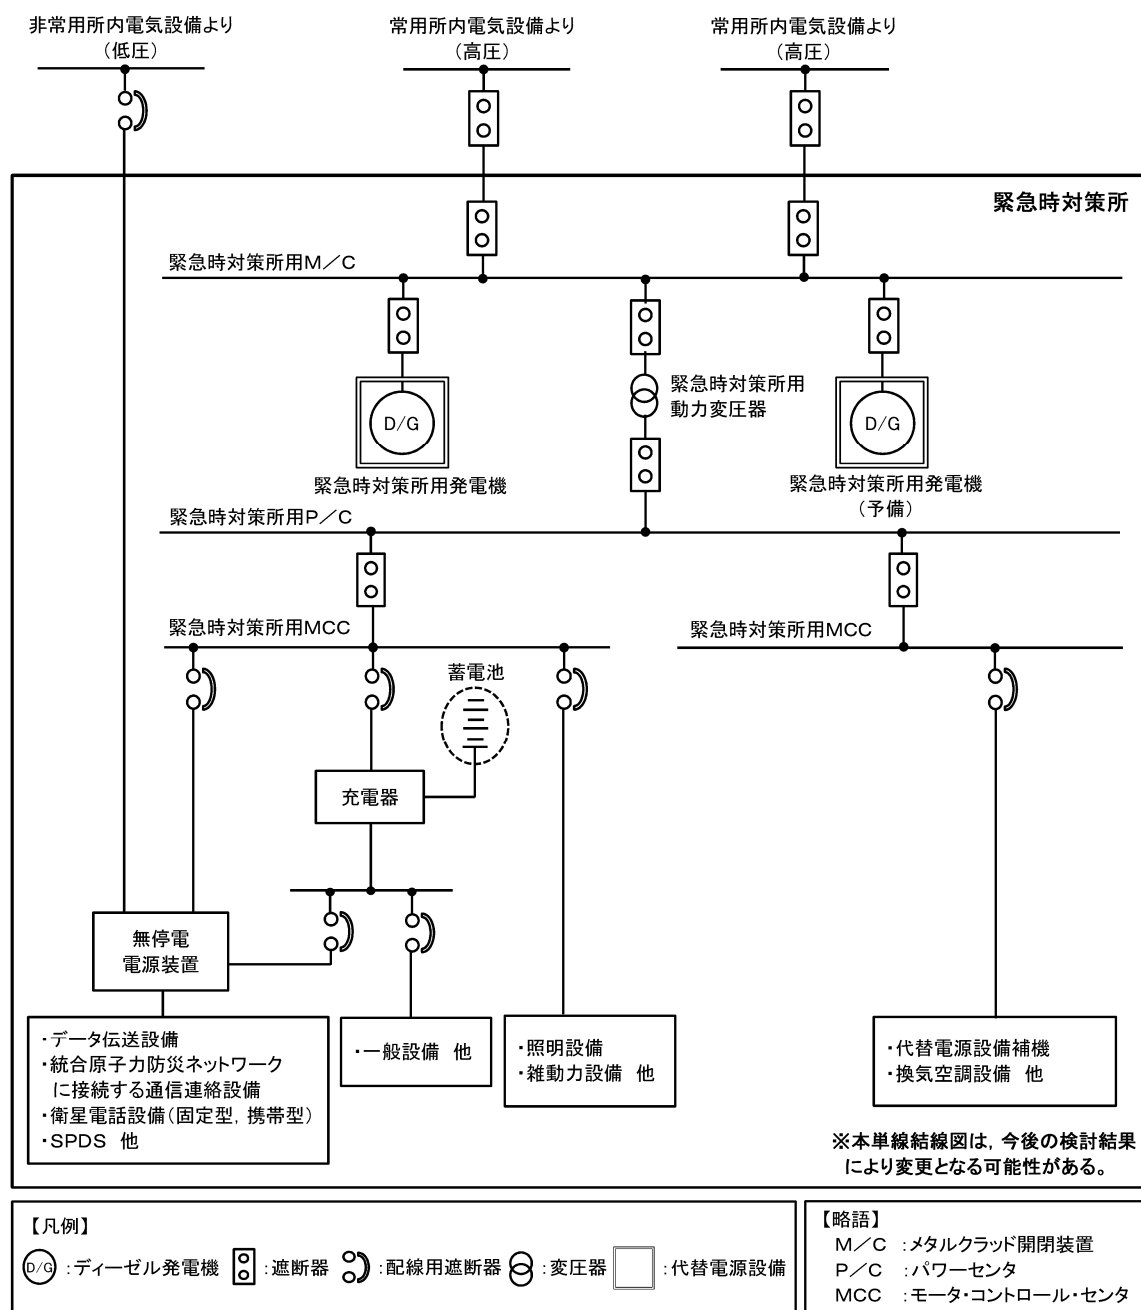 非常用所内電気設備より
（低圧）
常用所内電気設備より
（高圧）
常用所内電気設備より
（高圧）
緊急時対策所
緊急時対策所用M／C
緊急時対策所用
動力変圧器
D/G
D/G
緊急時対策所用発電機
緊急時対策所用発電機
（予備）
緊急時対策所用P／C
緊急時対策所用MCC
緊急時対策所用MCC
蓄電池
充電器
無停電
電源装置
・データ伝送設備
・統合原子力防災ネットワーク
に接続する通信連絡設備
・衛星電話設備(固定型，携帯型)
・SPDS 他
・一般設備 他
・照明設備
・雑動力設備 他
・代替電源設備補機
・換気空調設備 他
※本単線結線図は，今後の検討結果
により変更となる可能性がある。
【凡例】
D/G :ディーゼル発電機 :遮断器 :配線用遮断器 :変圧器 :代替電源設備
【略語】
M／C :メタルクラッド開閉装置
P／C :パワーセンタ
MCC :モータ・コントロール・センタ